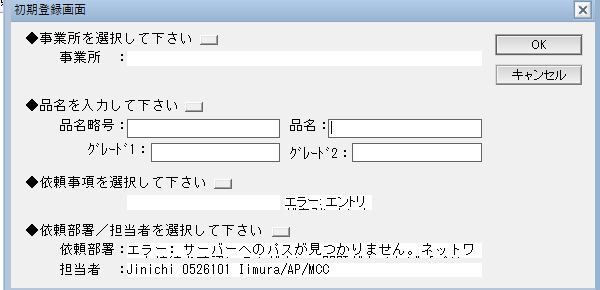 初期登録画面
◆事業所を選択して下さい
OK
事業所 :
キャンセル
◆品名を入力して下さい
品名略号: 品名:
ｸﾞﾚｰﾄﾞ1: ｸﾞﾚｰﾄﾞ2:
◆依頼事項を選択して下さい
エラー: エントリ
◆依頼部署／担当者を選択して下さい
依頼部署:エラー: サーバーへのパスが見つかりません。ネットワ
担当者 :Jinichi 0526101 Iimura/AP/MCC